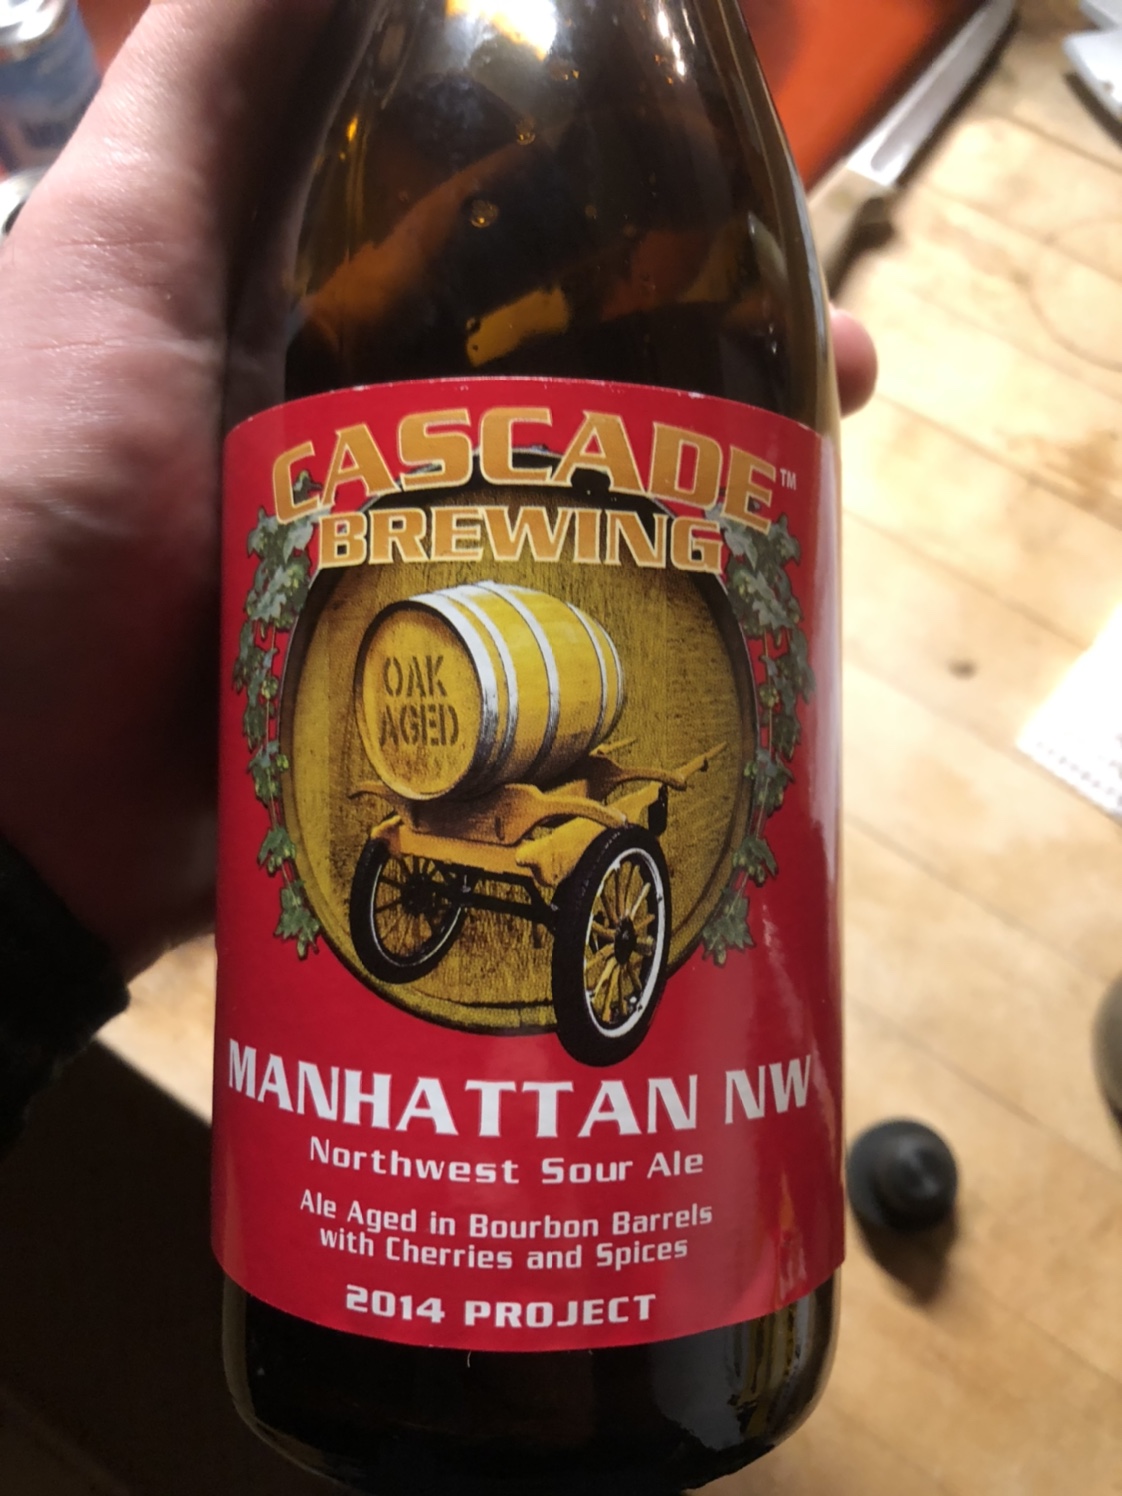 CASCADE™
BREWING
OAK
AGED
MANHATTAN NW
Northwest Sour Ale
Ale Aged in Bourbon Barrels
with Cherries and Spices
2014 PROJECT